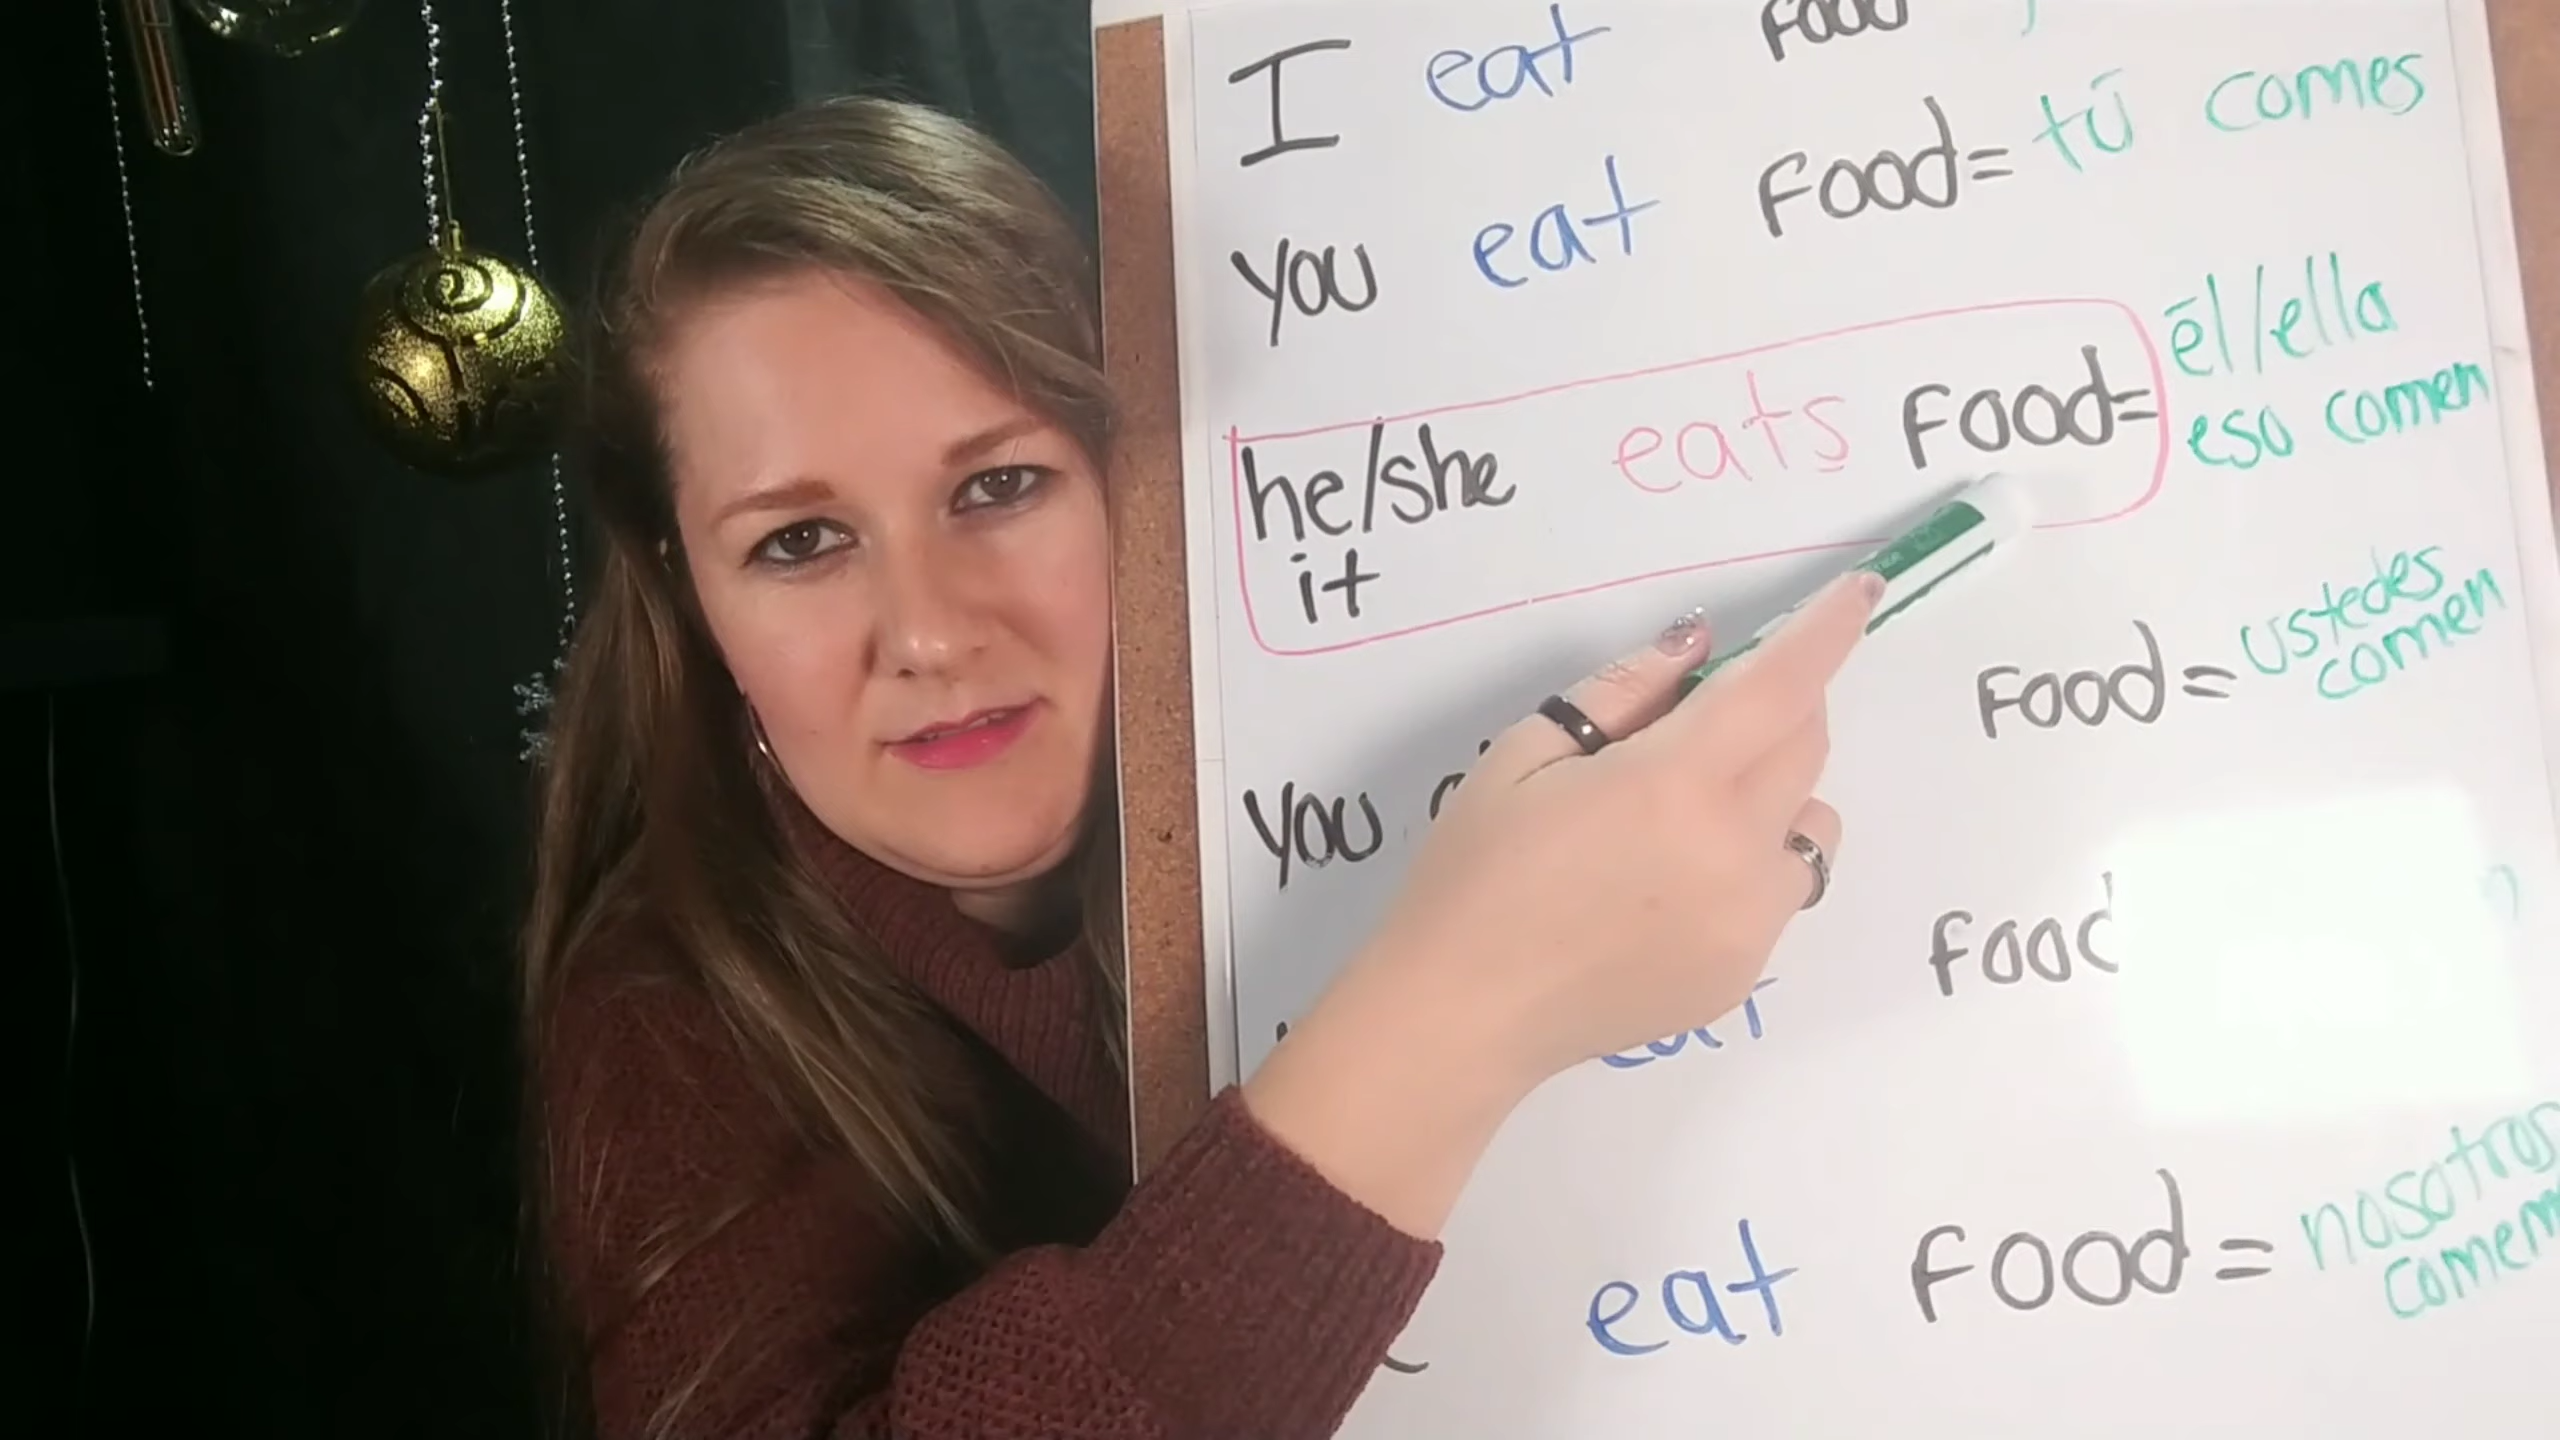 I eat Food
you eat Food= tú comes
he/she eats Food= él/ella
it eso comen
you Food= ustedes
comen
eat Food
eat Food= nosotros